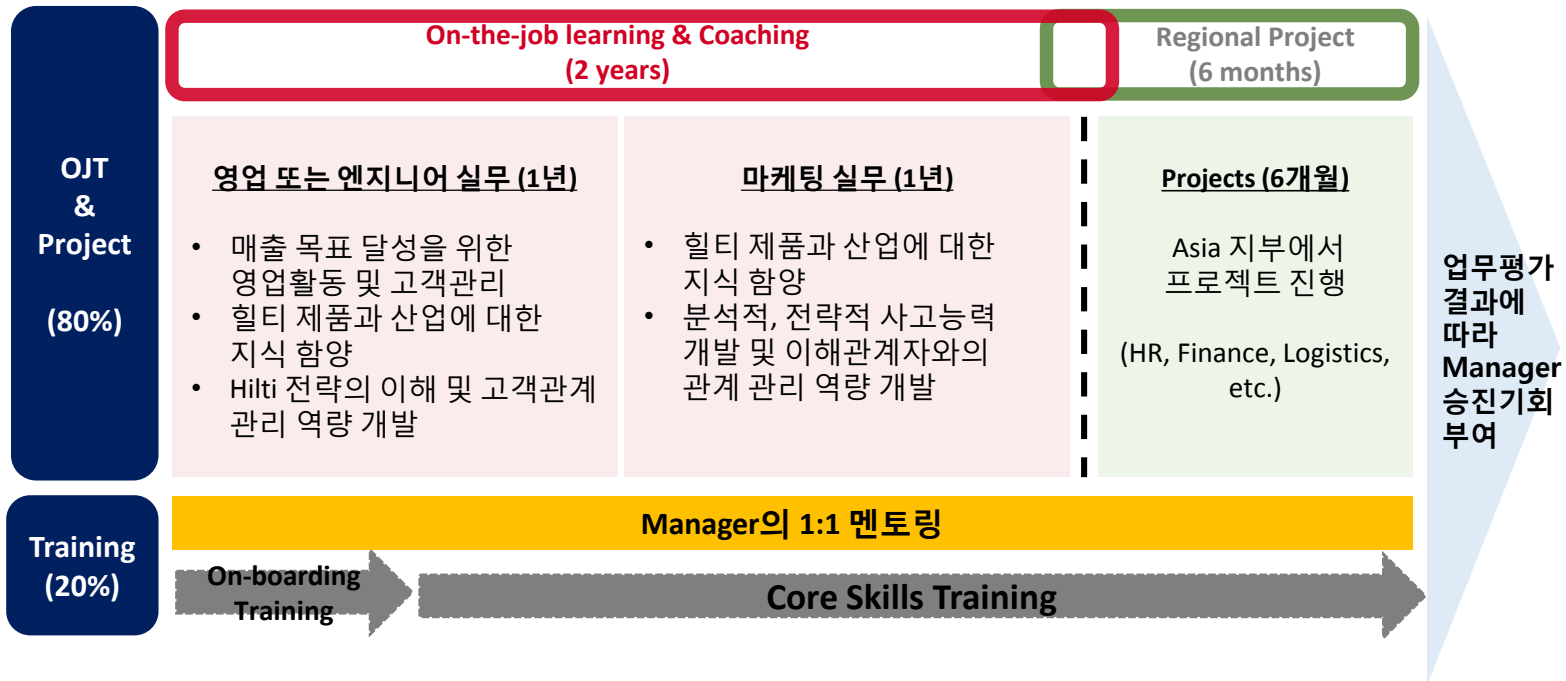 On-the-job learning & Coaching
(2 years)
Regional Project
(6 months)
OJT
&
Project
(80%)
영업 또는 엔지니어 실무 (1년)
• 매출 목표 달성을 위한
영업활동 및 고객관리
• 힐티 제품과 산업에 대한
지식 함양
• Hilti 전략의 이해 및 고객관계
관리 역량 개발
마케팅 실무 (1년)
• 힐티 제품과 산업에 대한
지식 함양
• 분석적, 전략적 사고능력
개발 및 이해관계자와의
관계 관리 역량 개발
Projects (6개월)
Asia 지부에서
프로젝트 진행
(HR, Finance, Logistics,
etc.)
업무평가
결과에
따라
Manager
승진기회
부여
Training
(20%)
Manager의 1:1 멘토링
On-boarding
Training
Core Skills Training